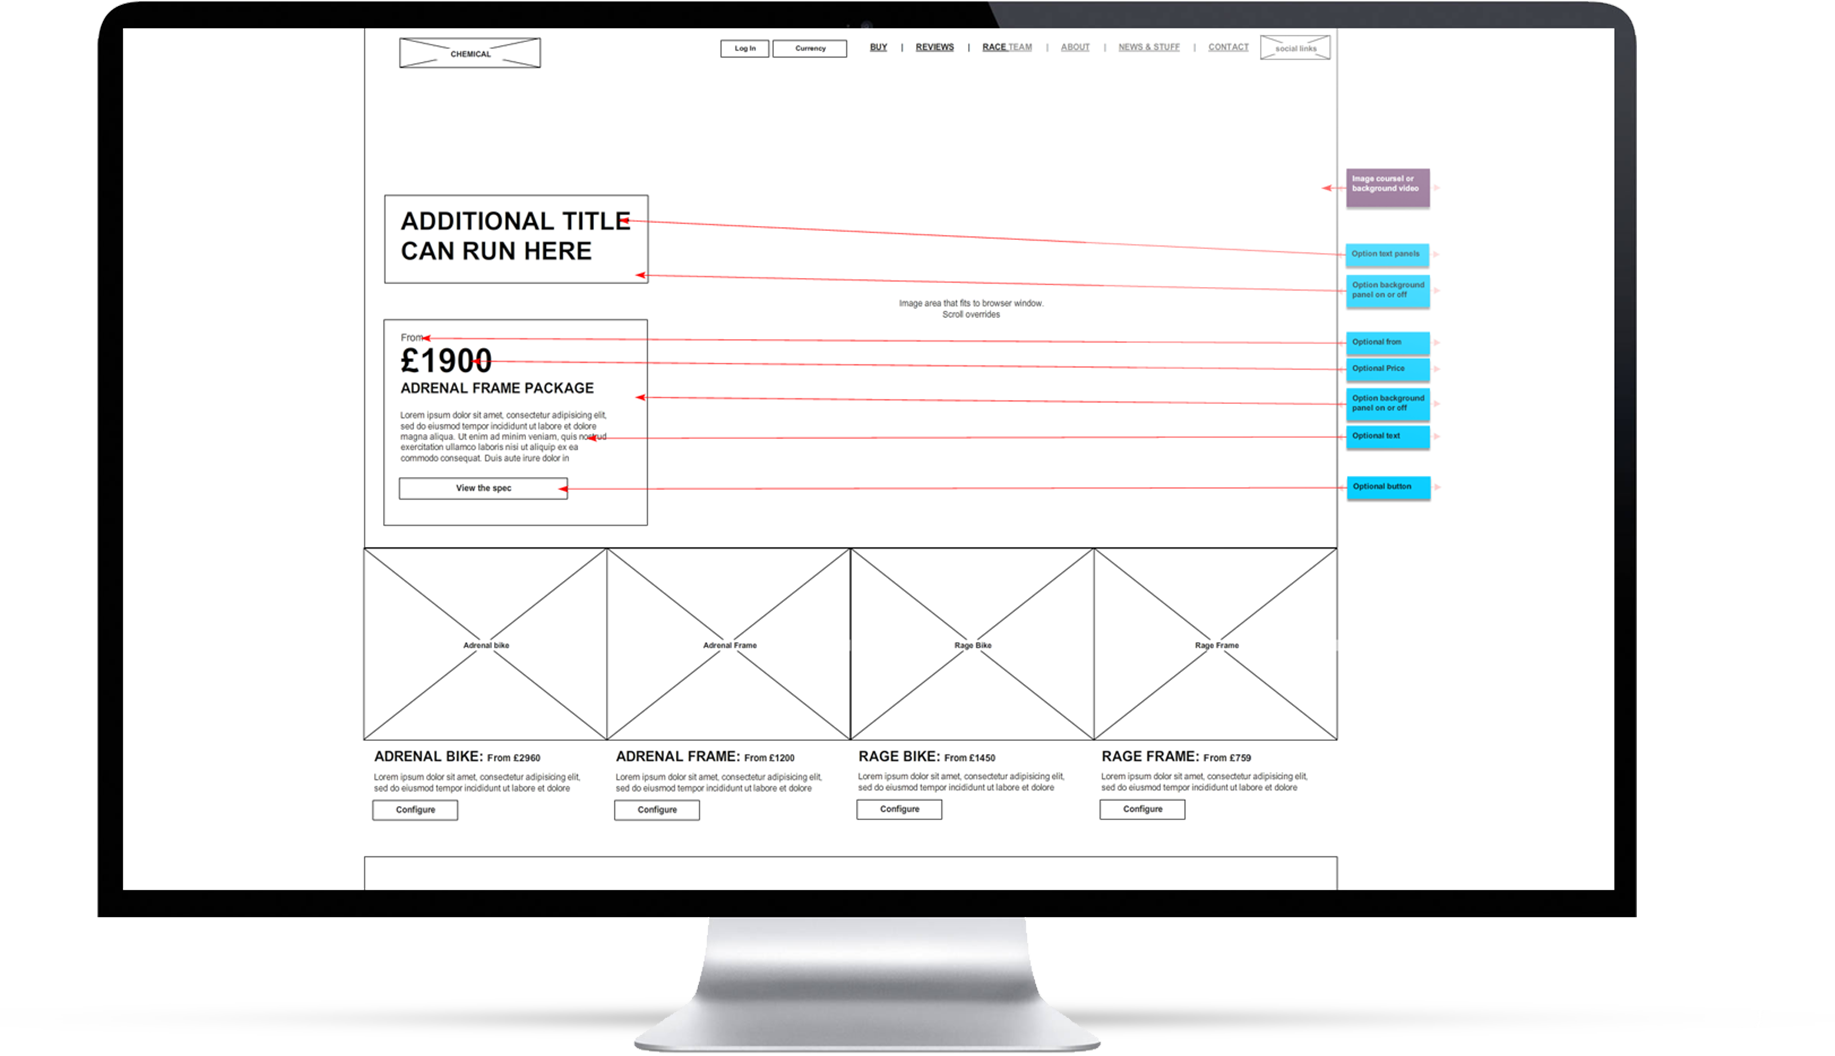 CHEMICAL
Log In
Currency
BUY | REVIEWS | RACE TEAM | ABOUT | NEWS & STUFF | CONTACT
social links
Image coursel or
background video
ADDITIONAL TITLE
CAN RUN HERE
Option text panels
Option background
panel on or off
Image area that fits to browser window.
Scroll overrides
From
£1900
ADRENAL FRAME PACKAGE
Lorem ipsum dolor sit amet, consectetur adipisicing elit,
sed do eiusmod tempor incididunt ut labore et dolore
magna aliqua. Ut enim ad minim veniam, quis nostrud
exercitation ullamco laboris nisi ut aliquip ex ea
commodo consequat. Duis aute irure dolor in
View the spec
Optional from
Optional Price
Option background
panel on or off
Optional text
Optional button
Adrenal bike
Adrenal Frame
Rage Bike
Rage Frame
ADRENAL BIKE: From £2960
Lorem ipsum dolor sit amet, consectetur adipisicing elit,
sed do eiusmod tempor incididunt ut labore et dolore
Configure
ADRENAL FRAME: From £1200
Lorem ipsum dolor sit amet, consectetur adipisicing elit,
sed do eiusmod tempor incididunt ut labore et dolore
Configure
RAGE BIKE: From £1450
Lorem ipsum dolor sit amet, consectetur adipisicing elit,
sed do eiusmod tempor incididunt ut labore et dolore
Configure
RAGE FRAME: From £759
Lorem ipsum dolor sit amet, consectetur adipisicing elit,
sed do eiusmod tempor incididunt ut labore et dolore
Configure